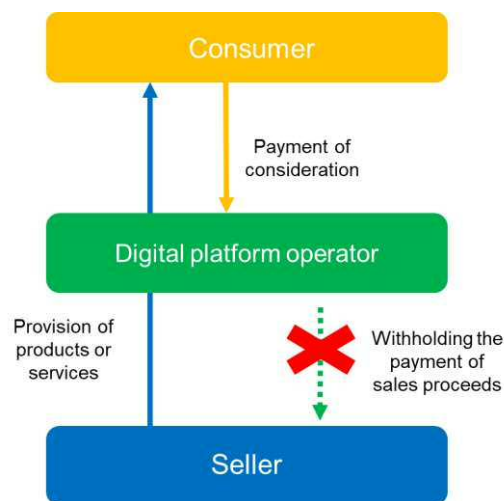 Consumer
Payment of
consideration
Digital platform operator
Provision of
products or
services
Withholding the
payment of
sales proceeds
Seller